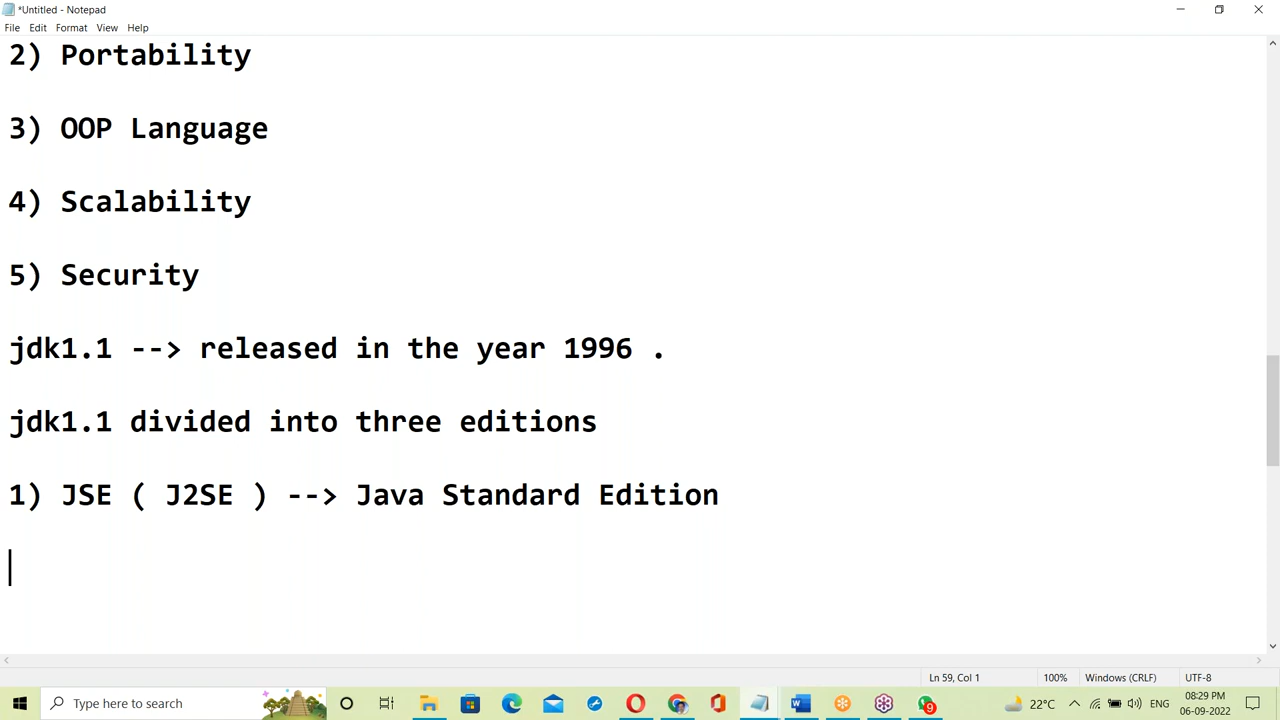 *Untitled - Notepad
File Edit Format View Help
2) Portability
3) OOP Language
4) Scalability
5) Security
jdk1.1 --> released in the year 1996 .
jdk1.1 divided into three editions
1) JSE ( J2SE ) --> Java Standard Edition
Ln 59, Col 1 100% Windows (CRLF) UTF-8
Type here to search
9
22°C ENG
08:29 PM
06-09-2022